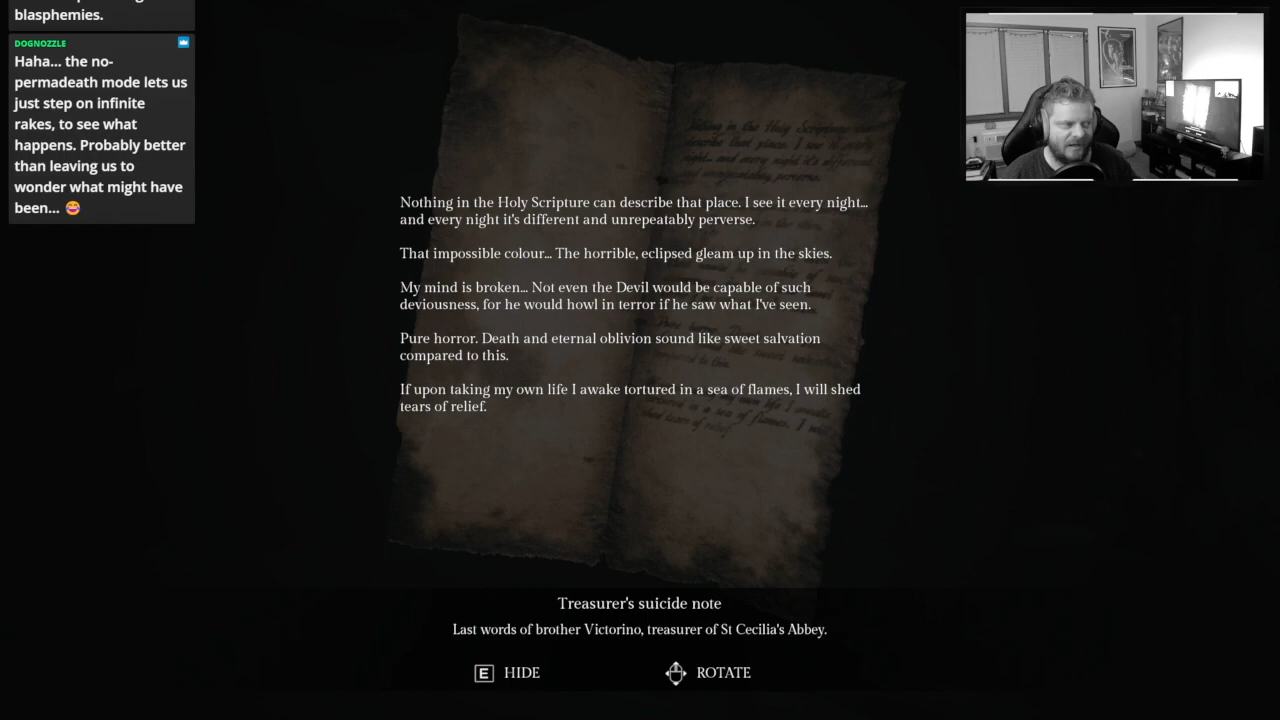 blasphemies.
DOGNOZZLE
Haha... the no-
permadeath mode lets us
just step on infinite
rakes, to see what
happens. Probably better
than leaving us to
wonder what might have
been... 😂
Nothing in the Holy Scripture can describe that place. I see it every night...
and every night it's different and unrepeatably perverse.
That impossible colour... The horrible, eclipsed gleam up in the skies.
My mind is broken... Not even the Devil would be capable of such
deviousness, for he would howl in terror if he saw what I've seen.
Pure horror. Death and eternal oblivion sound like sweet salvation
compared to this.
If upon taking my own life I awake tortured in a sea of flames, I will shed
tears of relief.
Treasurer's suicide note
Last words of brother Victorino, treasurer of St Cecilia's Abbey.
E HIDE
ROTATE